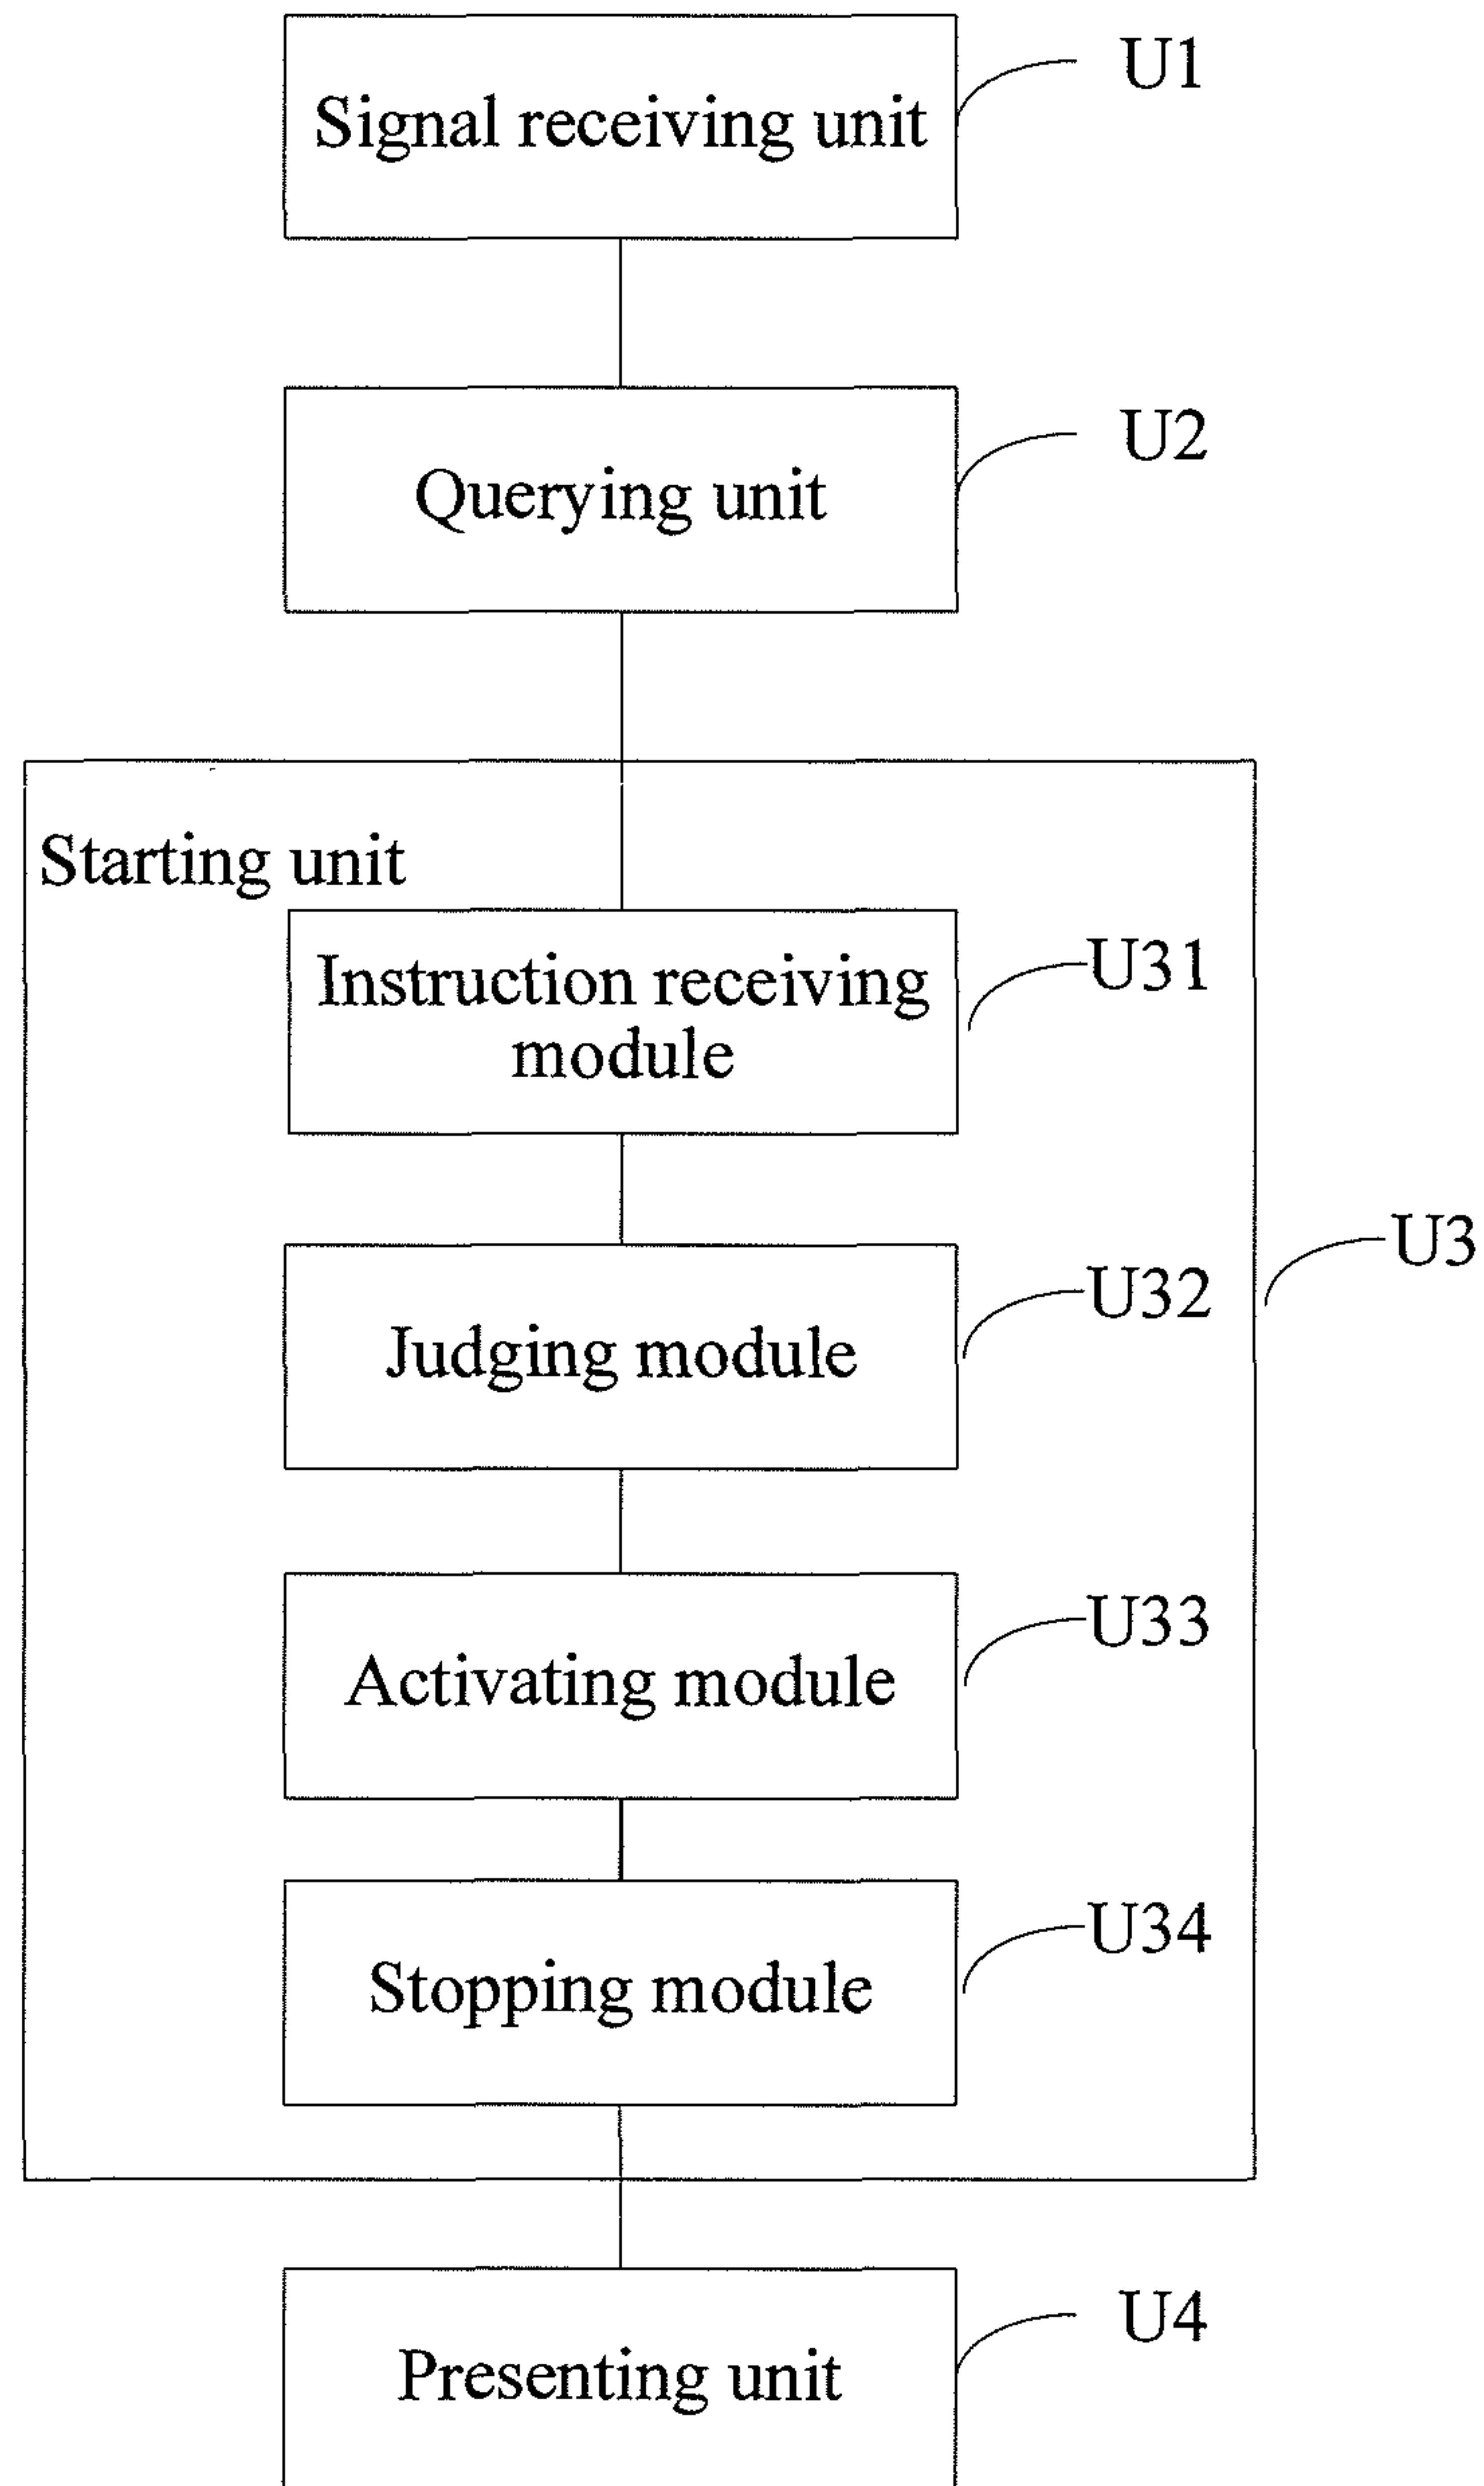 Signal receiving unit
U1
Querying unit
U2
Starting unit
Instruction receiving
module
U31
U3
Judging module
U32
Activating module
U33
Stopping module
U34
Presenting unit
U4